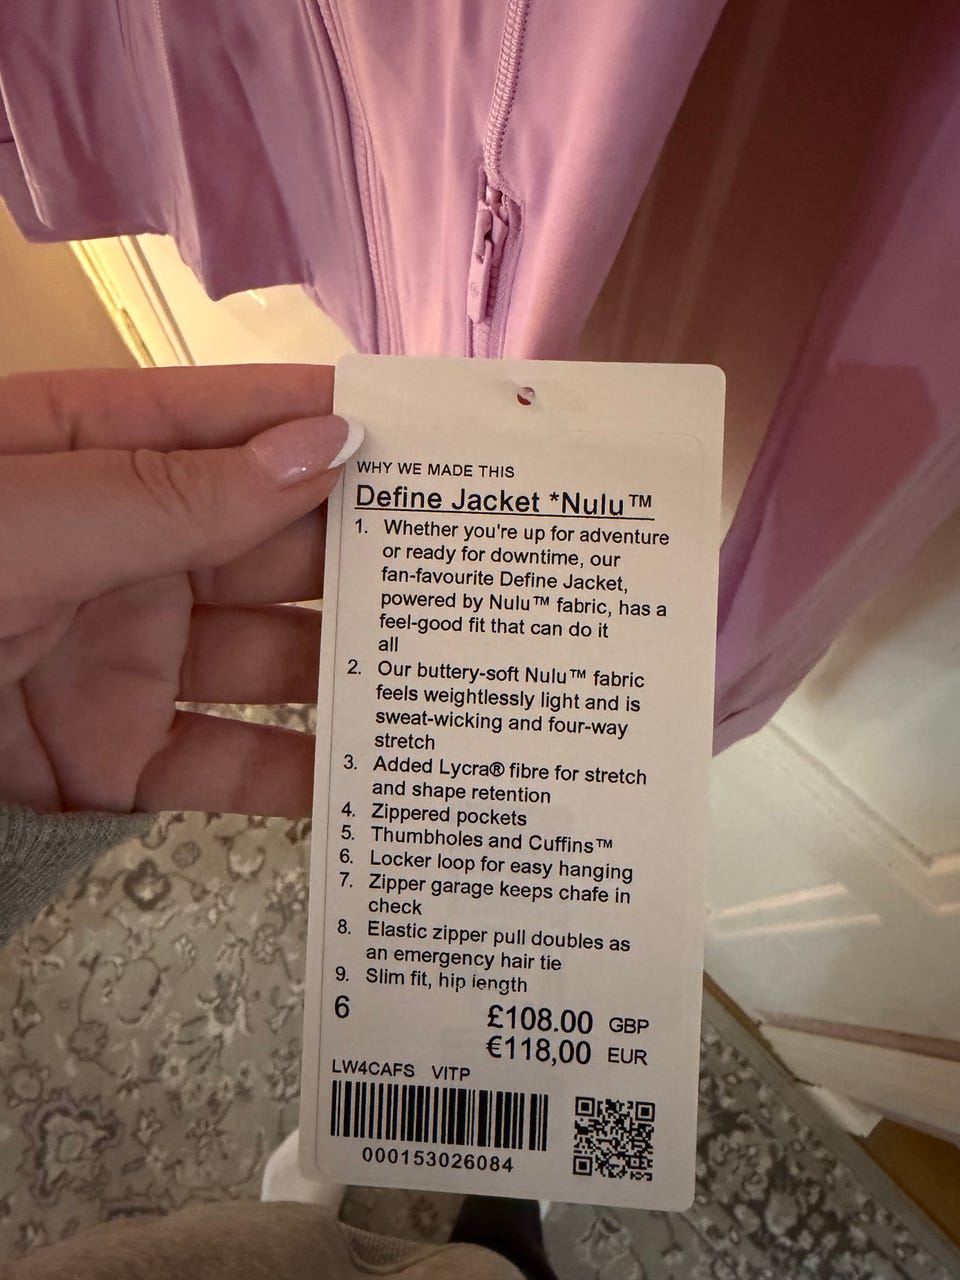 WHY WE MADE THIS
Define Jacket *Nulu™
1. Whether you're up for adventure
or ready for downtime, our
fan-favourite Define Jacket,
powered by Nulu™ fabric, has a
feel-good fit that can do it
all
2. Our buttery-soft Nulu™ fabric
feels weightlessly light and is
sweat-wicking and four-way
stretch
3. Added Lycra® fibre for stretch
and shape retention
4. Zippered pockets
5. Thumbholes and Cuffins™
6. Locker loop for easy hanging
7. Zipper garage keeps chafe in
check
8. Elastic zipper pull doubles as
an emergency hair tie
9. Slim fit, hip length
6 £108.00 GBP
€118,00 EUR
LW4CAFS VITP
000153026084